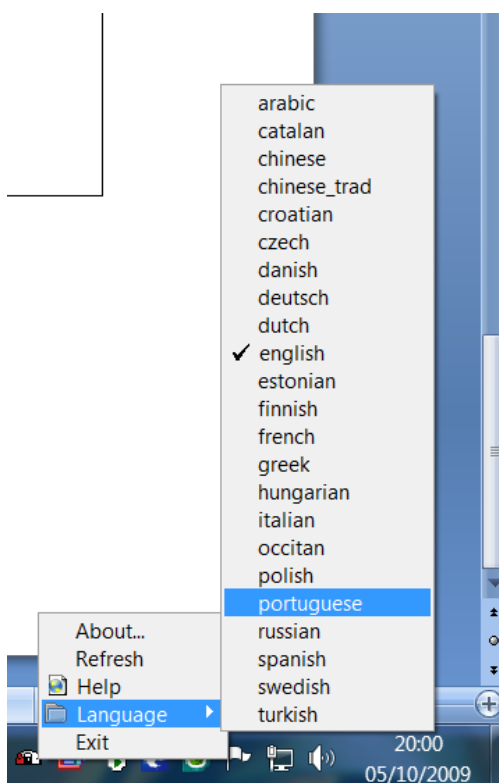 arabic
catalan
chinese
chinese_trad
croatian
czech
danish
deutsch
dutch
english
estonian
finnish
french
greek
hungarian
italian
occitan
polish
portuguese
russian
spanish
swedish
turkish
About...
Refresh
Help
Language
Exit
20:00
05/10/2009